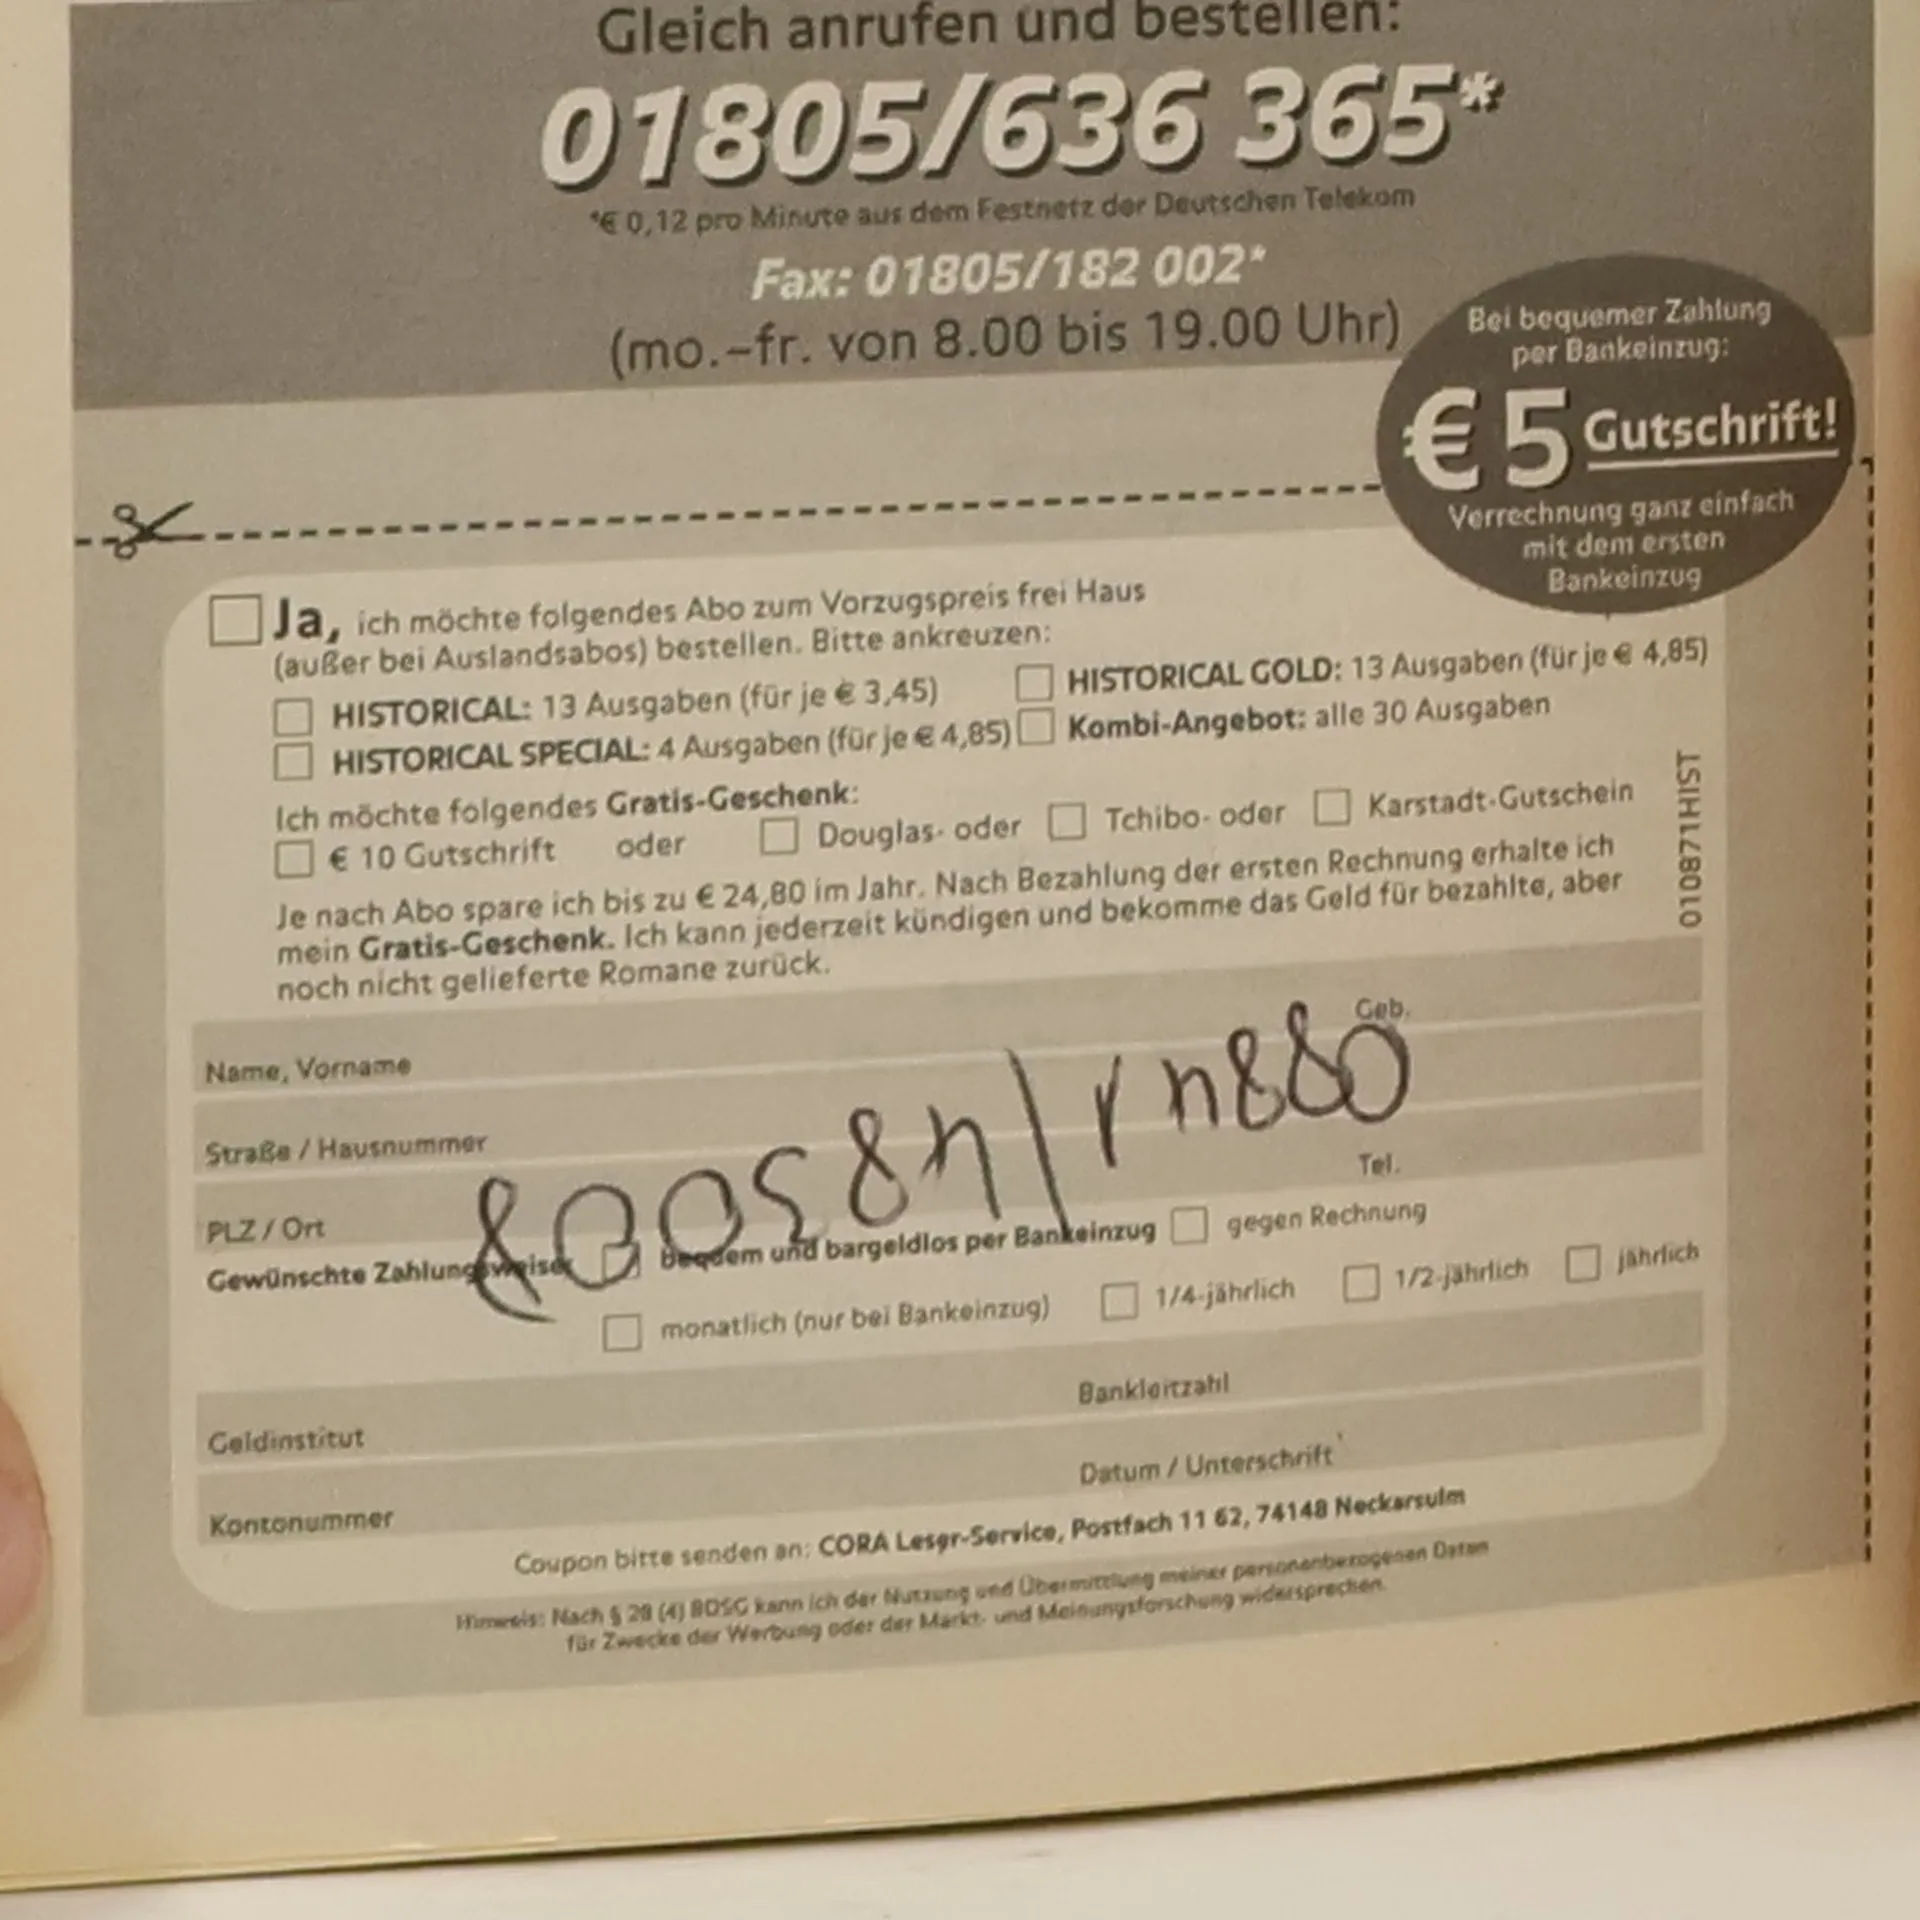 Gleich anrufen und bestellen:
01805/636 365*
*€ 0,12 pro Minute aus dem Festnetz der Deutschen Telekom
Fax: 01805/182 002*
(mo.–fr. von 8.00 bis 19.00 Uhr)
Bei bequemer Zahlung
per Bankeinzug:
€ 5 Gutschrift!
Verrechnung ganz einfach
mit dem ersten
Bankeinzug
Ja, ich möchte folgendes Abo zum Vorzugspreis frei Haus
(außer bei Auslandsabos) bestellen. Bitte ankreuzen:
HISTORICAL: 13 Ausgaben (für je € 3,45)
HISTORICAL GOLD: 13 Ausgaben (für je € 4,85)
HISTORICAL SPECIAL: 4 Ausgaben (für je € 4,85)
Kombi-Angebot: alle 30 Ausgaben
Ich möchte folgendes Gratis-Geschenk:
€ 10 Gutschrift oder Douglas- oder Tchibo- oder Karstadt-Gutschein
Je nach Abo spare ich bis zu € 24,80 im Jahr. Nach Bezahlung der ersten Rechnung erhalte ich
mein Gratis-Geschenk. Ich kann jederzeit kündigen und bekomme das Geld für bezahlte, aber
noch nicht gelieferte Romane zurück.
010871HIST
Name, Vorname
Geb.
Straße / Hausnummer
PLZ / Ort
Tel.
Gewünschte Zahlungsweise: bequem und bargeldlos per Bankeinzug gegen Rechnung
monatlich (nur bei Bankeinzug) 1/4-jährlich 1/2-jährlich jährlich
Geldinstitut
Bankleitzahl
Kontonummer
Datum / Unterschrift
Coupon bitte senden an: CORA Leser-Service, Postfach 11 62, 74148 Neckarsulm
Hinweis: Nach § 28 (4) BDSG kann ich der Nutzung und Übermittlung meiner personenbezogenen Daten
für Zwecke der Werbung oder der Markt- und Meinungsforschung widersprechen.